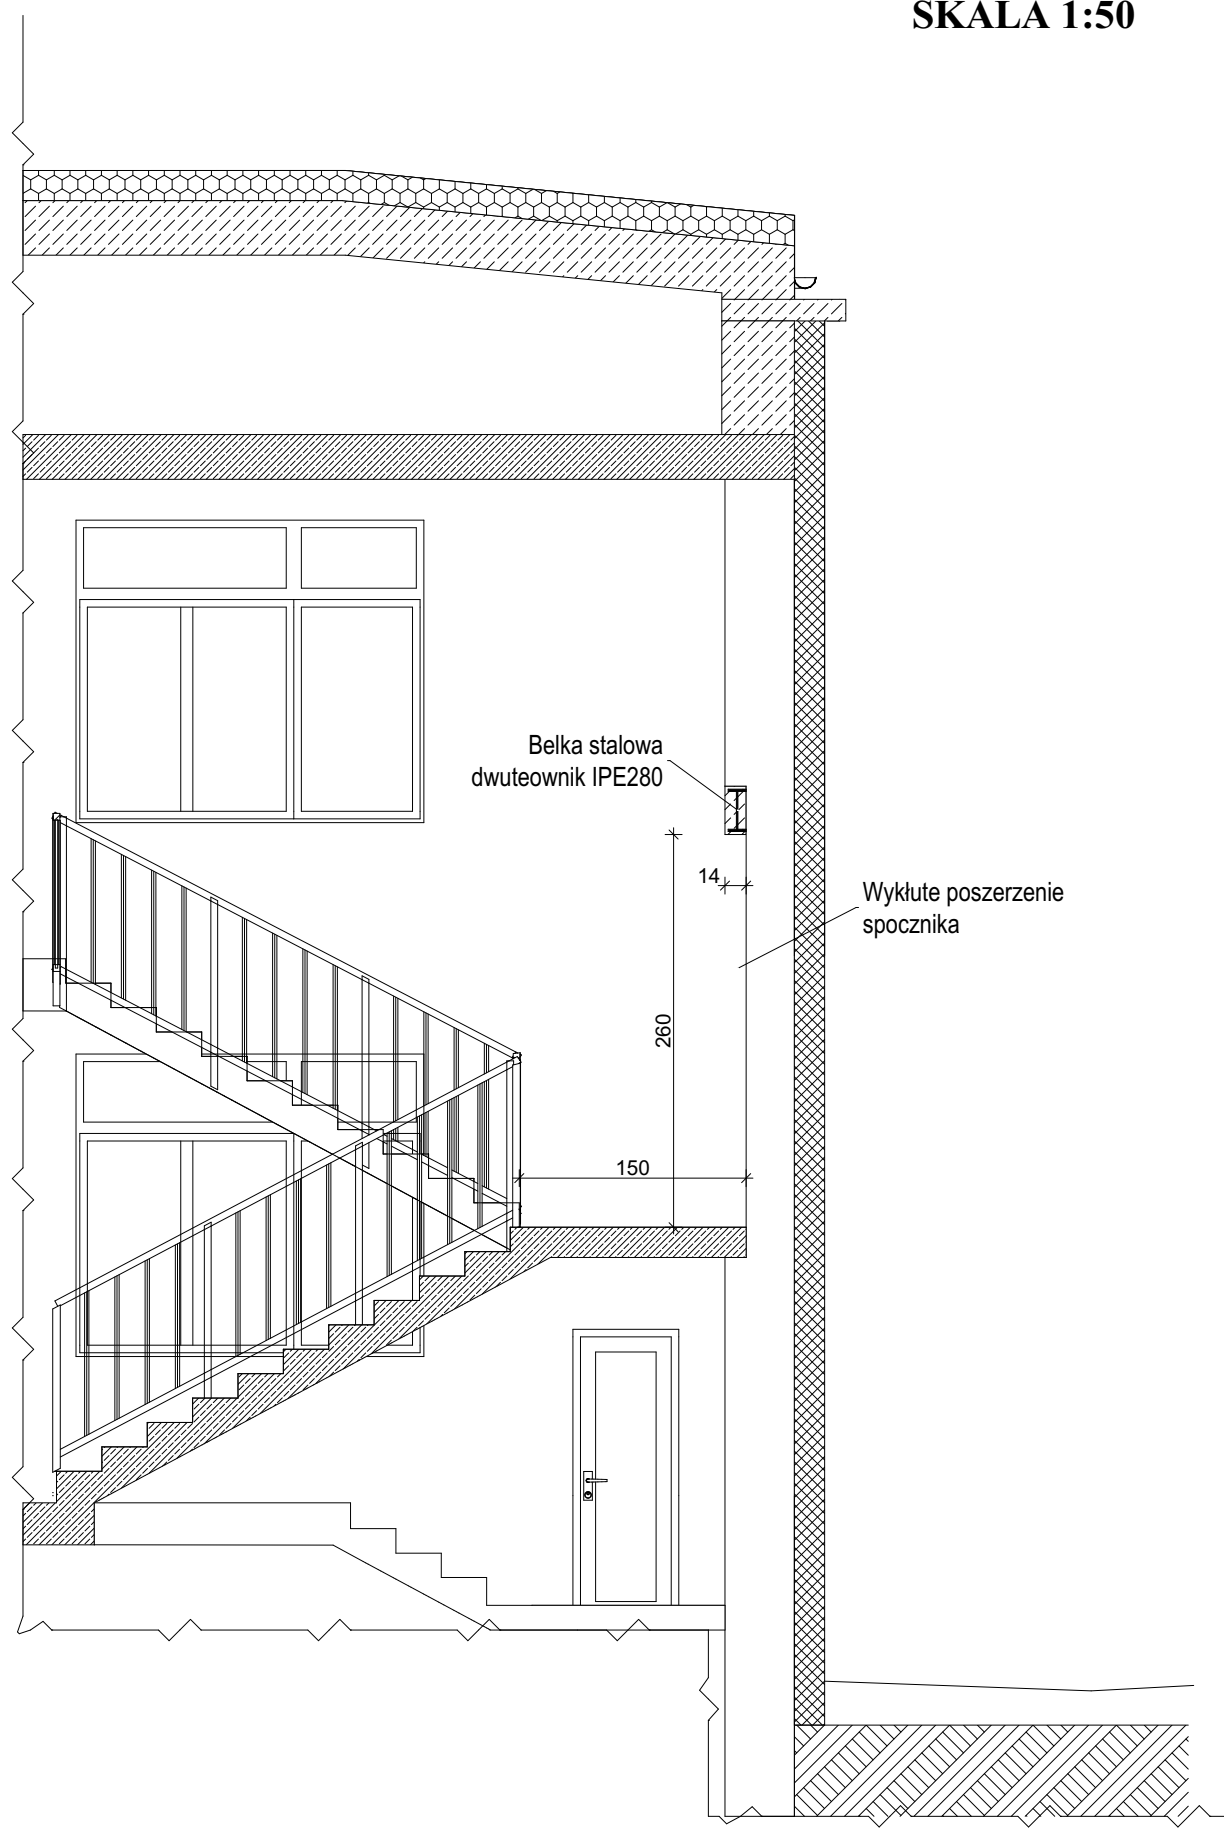 SKALA 1:50
Belka stalowa
dwuteownik IPE280
14
Wykłute poszerzenie
spocznika
260
150